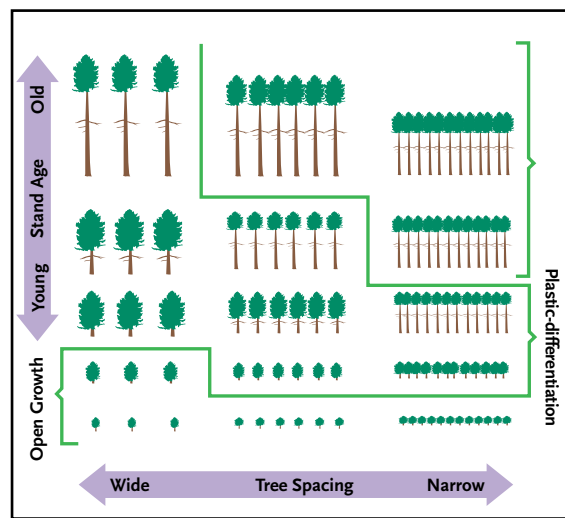 Old
Stand Age
Young
Open Growth
Plastic-differentiation
Wide
Tree Spacing
Narrow